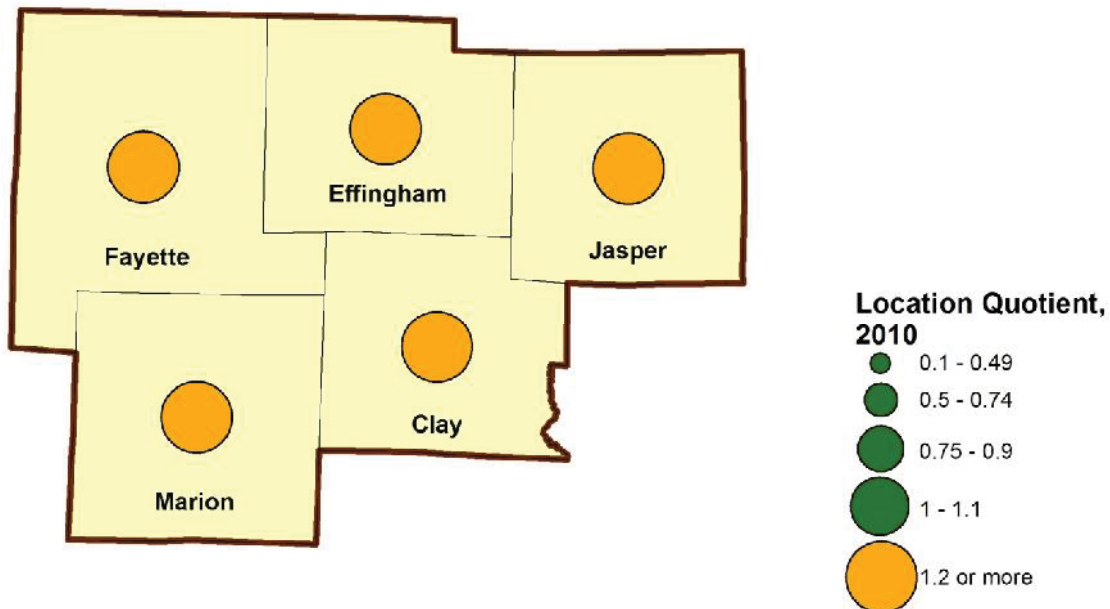 Effingham
Jasper
Fayette
Clay
Marion
Location Quotient,
2010
0.1 - 0.49
0.5 - 0.74
0.75 - 0.9
1 - 1.1
1.2 or more